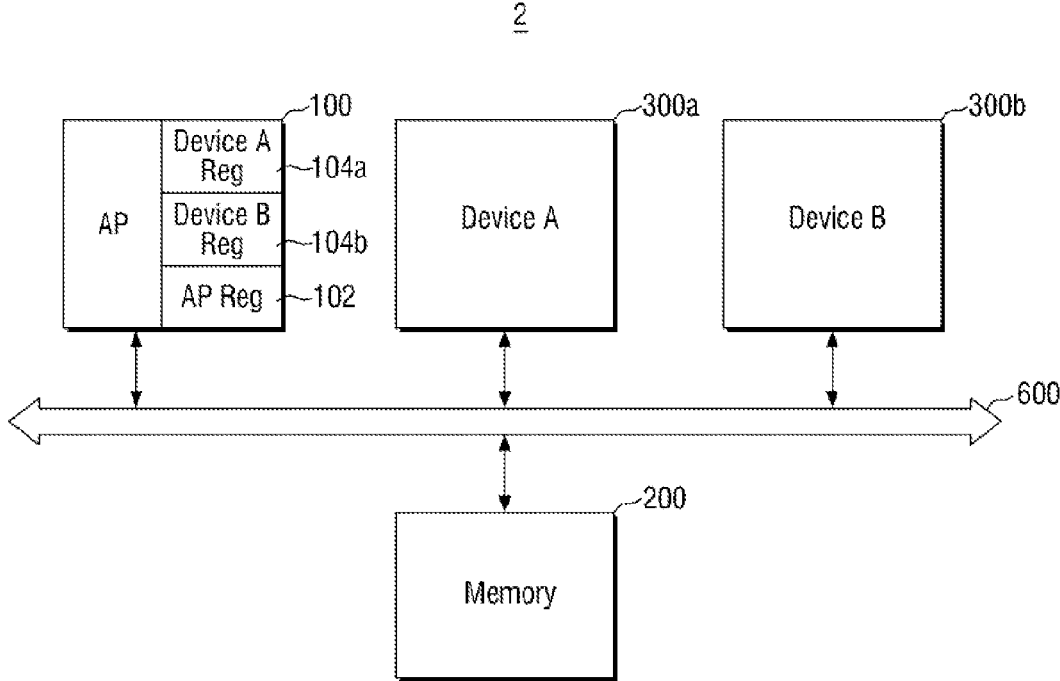 2
100
300a
300b
Device A
Reg
104a
Device B
Reg
104b
AP
AP Reg
102
Device A
Device B
600
200
Memory